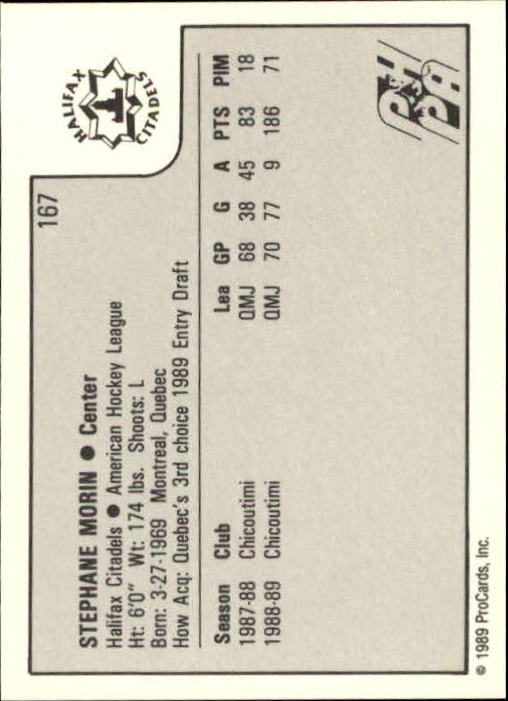 167
HALIFAX
CITADELS
STEPHANE MORIN ● Center
Halifax Citadels ● American Hockey League
Ht: 6'0" Wt: 174 lbs. Shoots: L
Born: 3-27-1969 Montreal, Quebec
How Acq: Quebec's 3rd choice 1989 Entry Draft
Season Club Lea GP G A PTS PIM
1987-88 Chicoutimi QMJ 68 38 45 83 18
1988-89 Chicoutimi QMJ 70 77 9 186 71
PHPA
© 1989 ProCards, Inc.